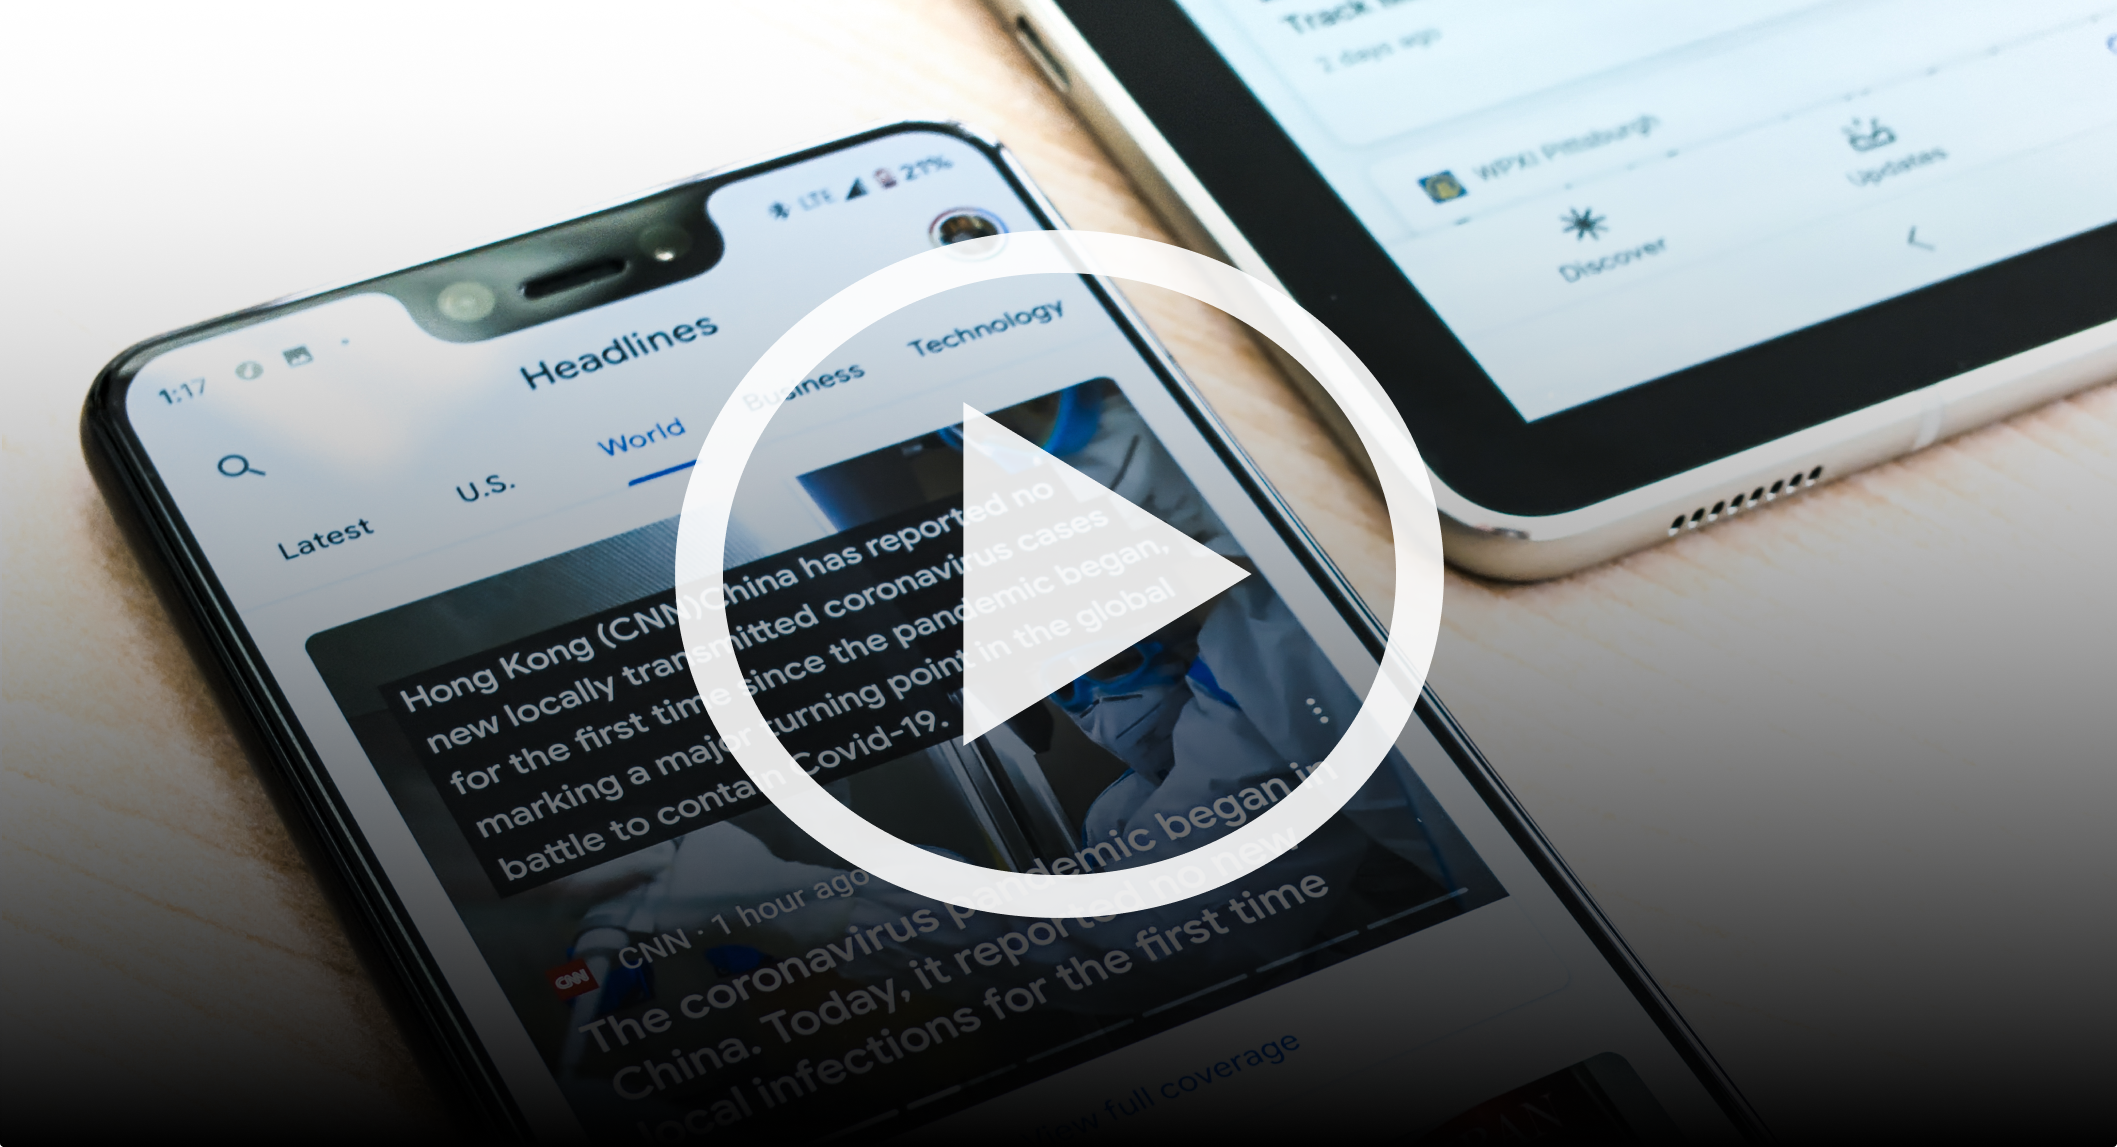 Track
2 days ago
WPXI Pittsburgh
Discover
Updates
1:17
LTE 21%
Headlines
Latest
U.S.
World
Business
Technology
Hong Kong (CNN)China has reported no
new locally transmitted coronavirus cases
for the first time since the pandemic began,
marking a major turning point in the global
battle to contain Covid-19.
CNN
CNN · 1 hour ago
The coronavirus pandemic began in
China. Today, it reported no new
local infections for the first time
View full coverage